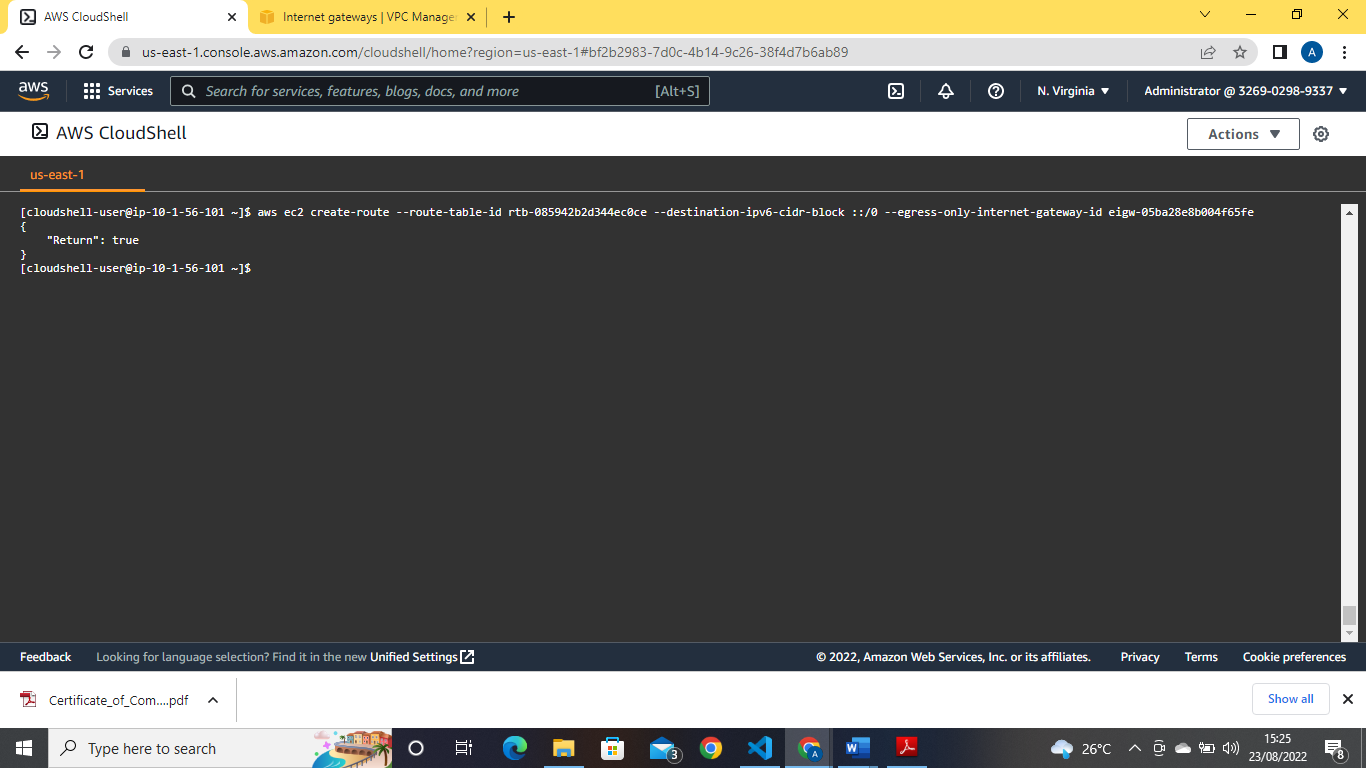 AWS CloudShell
Internet gateways | VPC Manage
us-east-1.console.aws.amazon.com/cloudshell/home?region=us-east-1#bf2b2983-7d0c-4b14-9c26-38f4d7b6ab89
A
aws
Services
Search for services, features, blogs, docs, and more
[Alt+S]
N. Virginia
Administrator @ 3269-0298-9337
AWS CloudShell
Actions
us-east-1
[cloudshell-user@ip-10-1-56-101 ~]$ aws ec2 create-route --route-table-id rtb-085942b2d344ec0ce --destination-ipv6-cidr-block ::/0 --egress-only-internet-gateway-id eigw-05ba28e8b004f65fe
{
"Return": true
}
[cloudshell-user@ip-10-1-56-101 ~]$
Feedback
Looking for language selection? Find it in the new Unified Settings
© 2022, Amazon Web Services, Inc. or its affiliates.
Privacy
Terms
Cookie preferences
Certificate_of_Com....pdf
Show all
Type here to search
3
A
26°C
15:25
23/08/2022
8